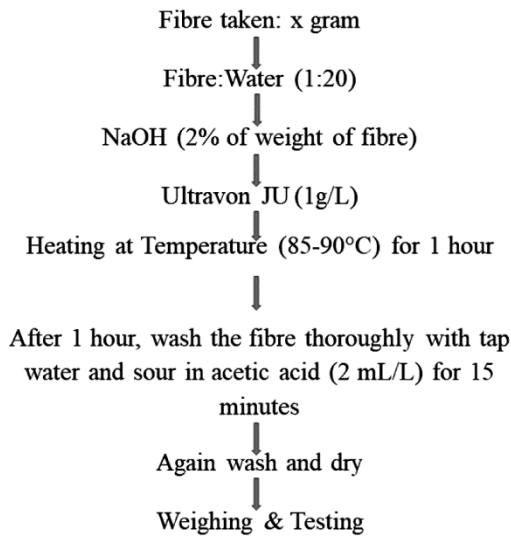 Fibre taken: x gram
Fibre:Water (1:20)
NaOH (2% of weight of fibre)
Ultravon JU (1g/L)
Heating at Temperature (85-90°C) for 1 hour
After 1 hour, wash the fibre thoroughly with tap
water and sour in acetic acid (2 mL/L) for 15
minutes
Again wash and dry
Weighing & Testing